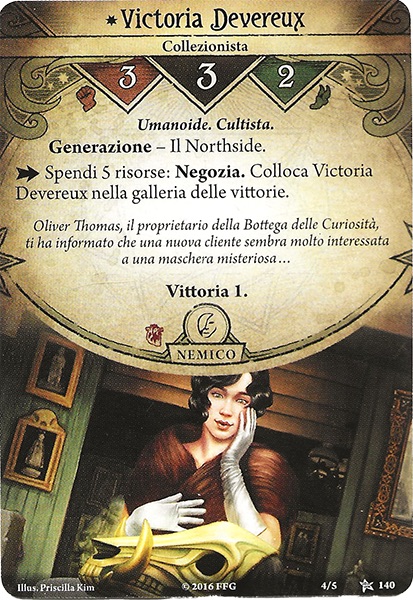 Victoria Devereux
Collezionista
3 3 2
Umanoide. Cultista.
Generazione – Il Northside.
Spendi 5 risorse: Negozia. Colloca Victoria
Devereux nella galleria delle vittorie.
Oliver Thomas, il proprietario della Bottega delle Curiosità,
ti ha informato che una nuova cliente sembra molto interessata
a una maschera misteriosa…
Vittoria 1.
NEMICO
Illus. Priscilla Kim © 2016 FFG 4/5 140